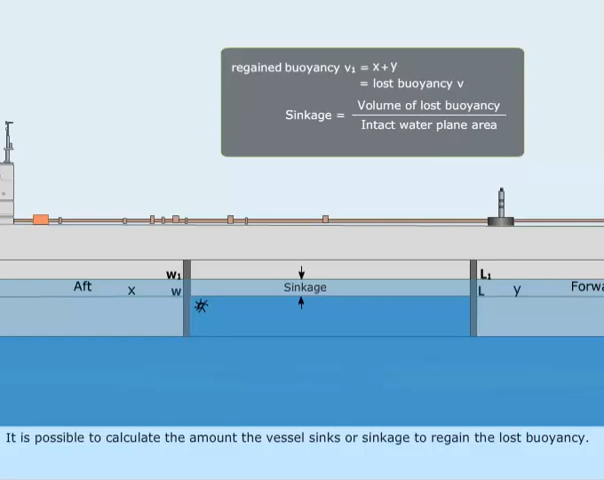 regained buoyancy v₁ = x+y
= lost buoyancy v
Sinkage = Volume of lost buoyancy
Intact water plane area
W₁
L₁
Aft
x
W
Sinkage
L
y
Forwa
It is possible to calculate the amount the vessel sinks or sinkage to regain the lost buoyancy.